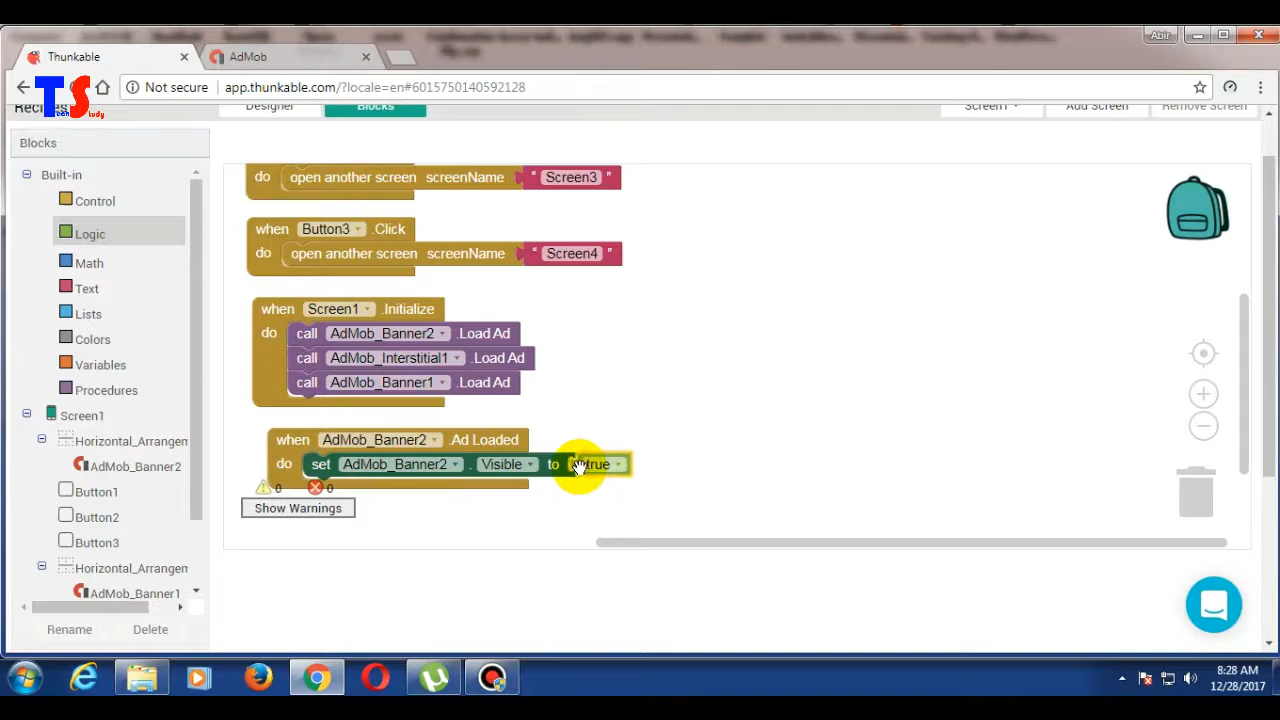 Abir
Thunkable
AdMob
Not secure
app.thunkable.com/?locale=en#6015750140592128
TS
Tech Study
Designer
Blocks
Screen1
Add Screen
Remove Screen
Blocks
Built-in
Control
Logic
Math
Text
Lists
Colors
Variables
Procedures
Screen1
Horizontal_Arrangem
AdMob_Banner2
Button1
Button2
Button3
Horizontal_Arrangem
AdMob_Banner1
Rename
Delete
do open another screen screenName " Screen3 "
when Button3 .Click
do open another screen screenName " Screen4 "
when Screen1 .Initialize
do call AdMob_Banner2 .Load Ad
call AdMob_Interstitial1 .Load Ad
call AdMob_Banner1 .Load Ad
when AdMob_Banner2 .Ad Loaded
do set AdMob_Banner2 . Visible to true
0 0
Show Warnings
8:28 AM
12/28/2017